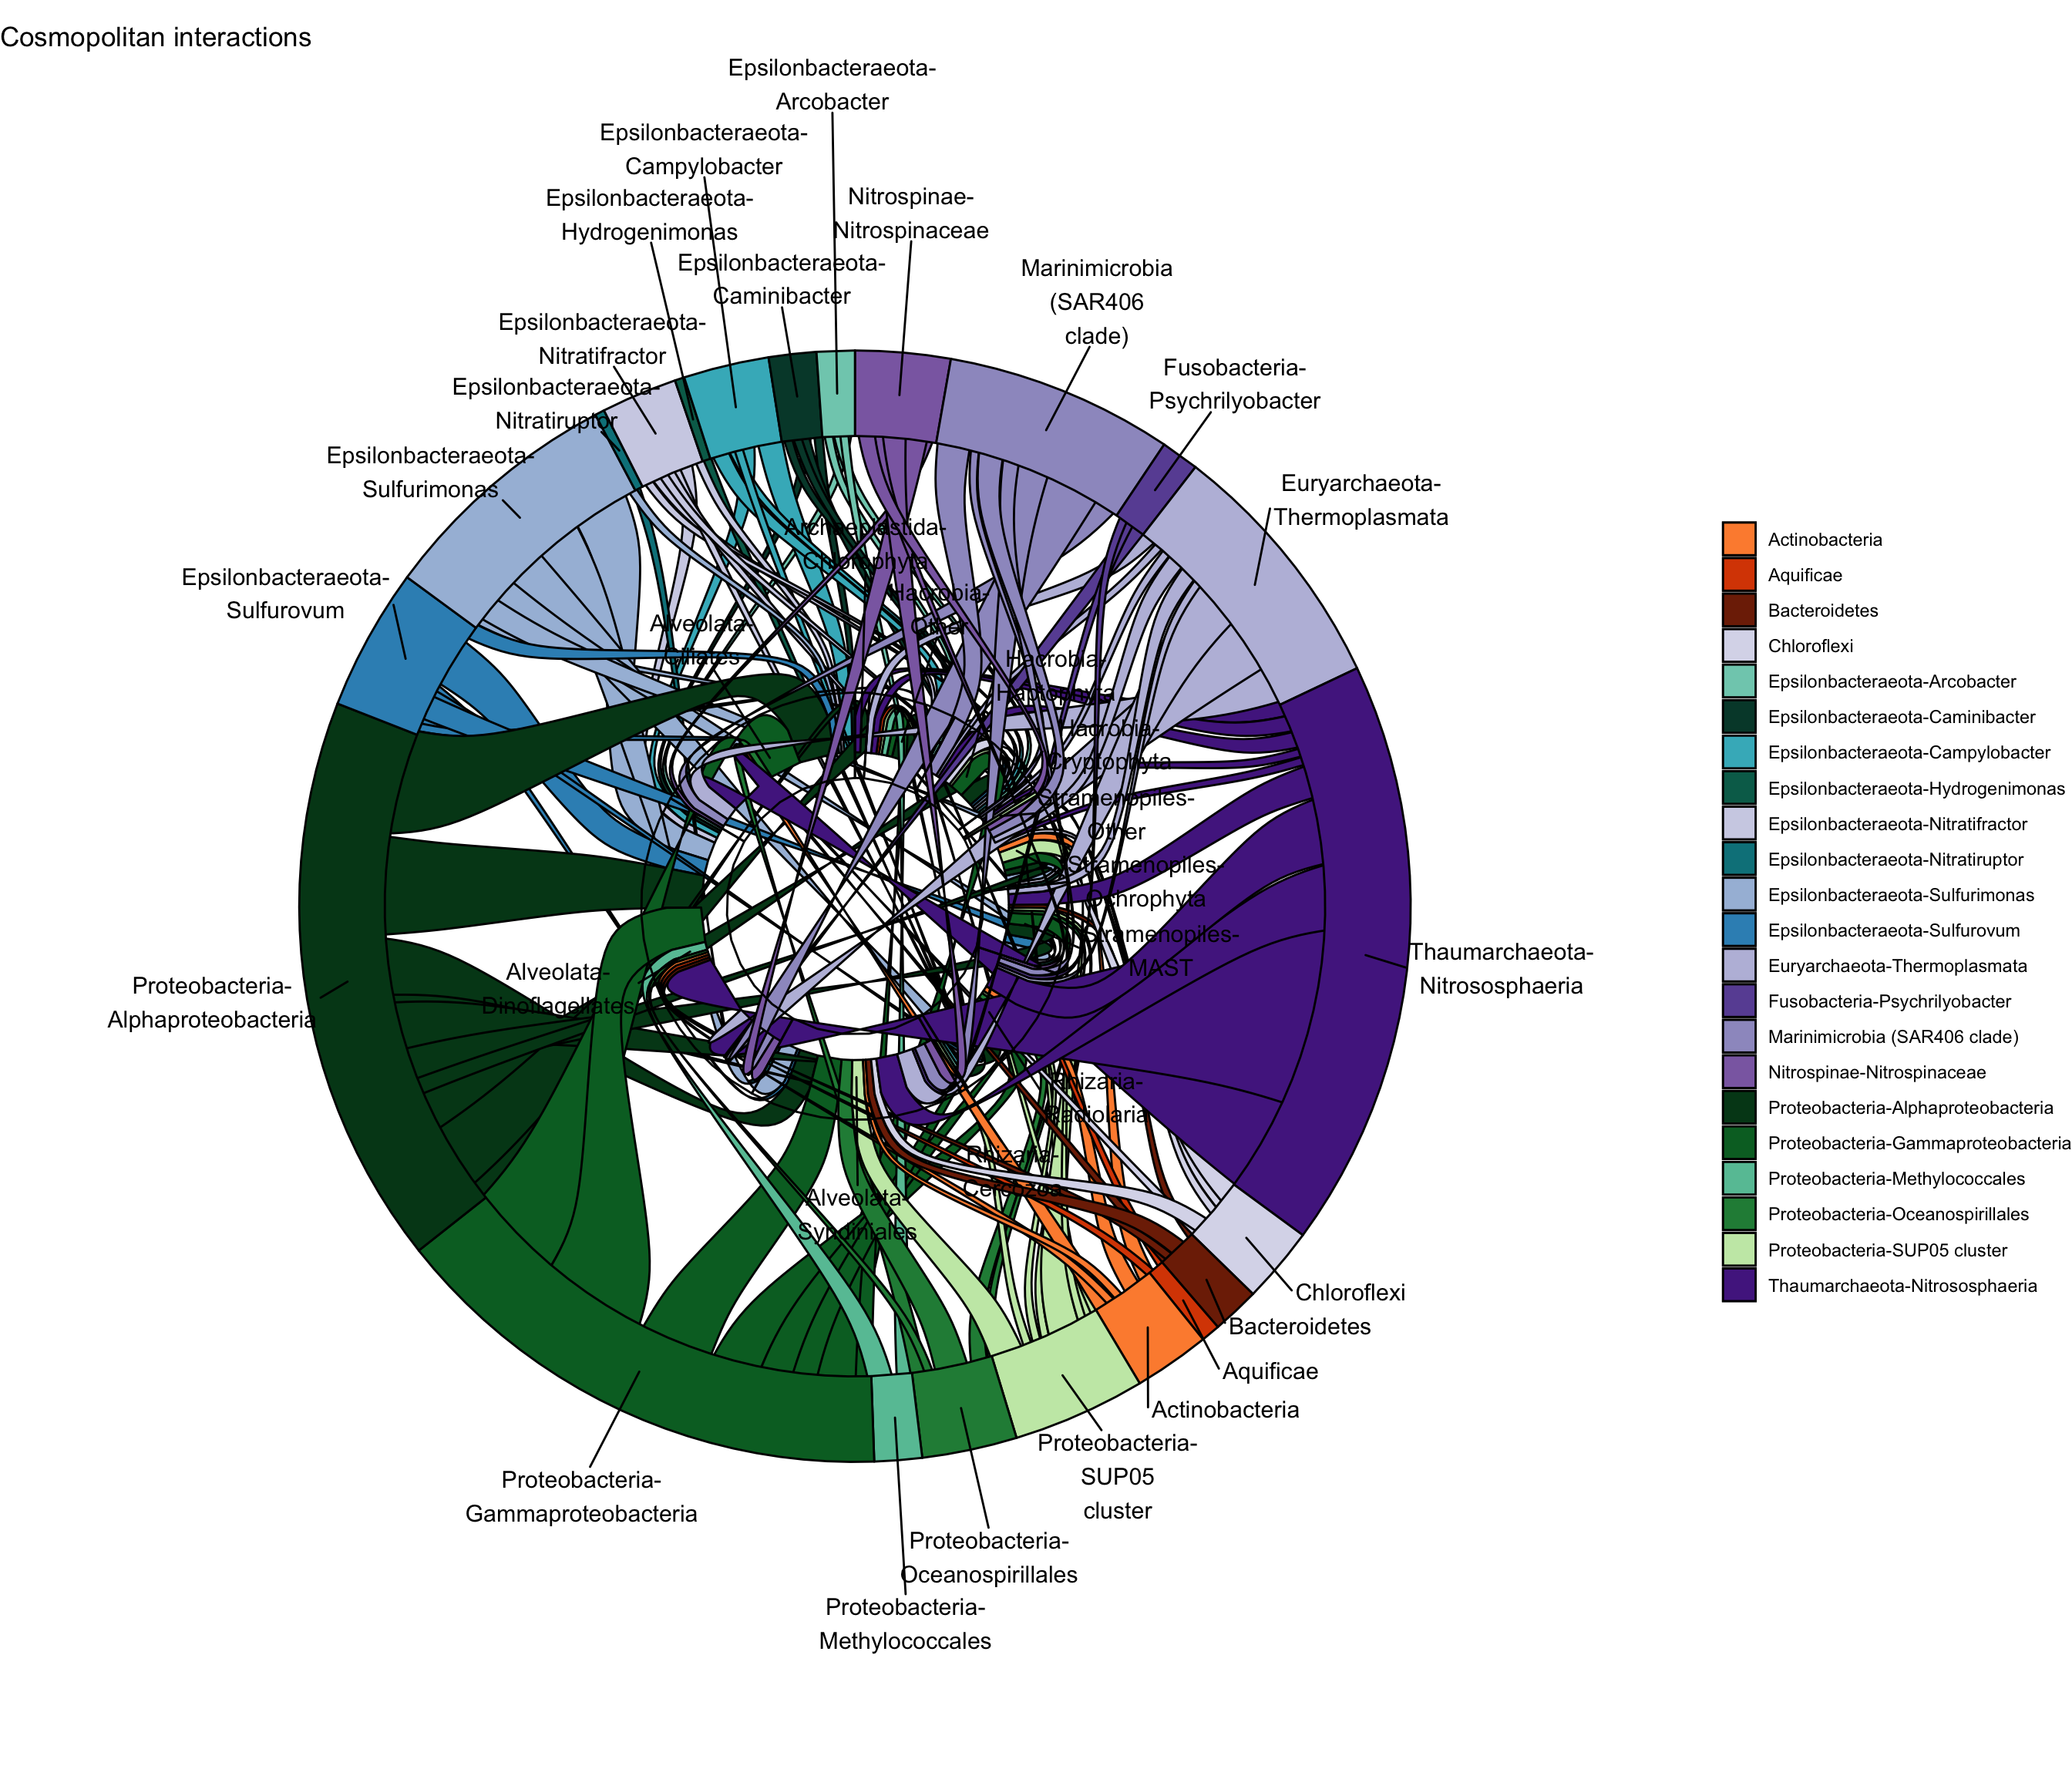 Cosmopolitan interactions
Epsilonbacteraeota-
Arcobacter
Epsilonbacteraeota-
Campylobacter
Epsilonbacteraeota-
Hydrogenimonas
Nitrospinae-
Nitrospinaceae
Epsilonbacteraeota-
Caminibacter
Marinimicrobia
(SAR406
clade)
Epsilonbacteraeota-
Nitratifractor
Fusobacteria-
Psychrilyobacter
Epsilonbacteraeota-
Nitratiruptor
Epsilonbacteraeota-
Sulfurimonas
Euryarchaeota-
Thermoplasmata
Archaeplastida-
Chlorophyta
Epsilonbacteraeota-
Sulfurovum
Hacrobia-
Other
Alveolata-
Ciliates
Hacrobia-
Haptophyta
Hacrobia-
Cryptophyta
Stramenopiles-
Other
Stramenopiles-
Ochrophyta
Stramenopiles-
MAST
Thaumarchaeota-
Nitrososphaeria
Alveolata-
Dinoflagellates
Proteobacteria-
Alphaproteobacteria
Rhizaria-
Radiolaria
Rhizaria-
Cercozoa
Alveolata-
Syndiniales
Chloroflexi
Bacteroidetes
Aquificae
Actinobacteria
Proteobacteria-
SUP05
cluster
Proteobacteria-
Gammaproteobacteria
Proteobacteria-
Oceanospirillales
Proteobacteria-
Methylococcales
Actinobacteria
Aquificae
Bacteroidetes
Chloroflexi
Epsilonbacteraeota-Arcobacter
Epsilonbacteraeota-Caminibacter
Epsilonbacteraeota-Campylobacter
Epsilonbacteraeota-Hydrogenimonas
Epsilonbacteraeota-Nitratifractor
Epsilonbacteraeota-Nitratiruptor
Epsilonbacteraeota-Sulfurimonas
Epsilonbacteraeota-Sulfurovum
Euryarchaeota-Thermoplasmata
Fusobacteria-Psychrilyobacter
Marinimicrobia (SAR406 clade)
Nitrospinae-Nitrospinaceae
Proteobacteria-Alphaproteobacteria
Proteobacteria-Gammaproteobacteria
Proteobacteria-Methylococcales
Proteobacteria-Oceanospirillales
Proteobacteria-SUP05 cluster
Thaumarchaeota-Nitrososphaeria